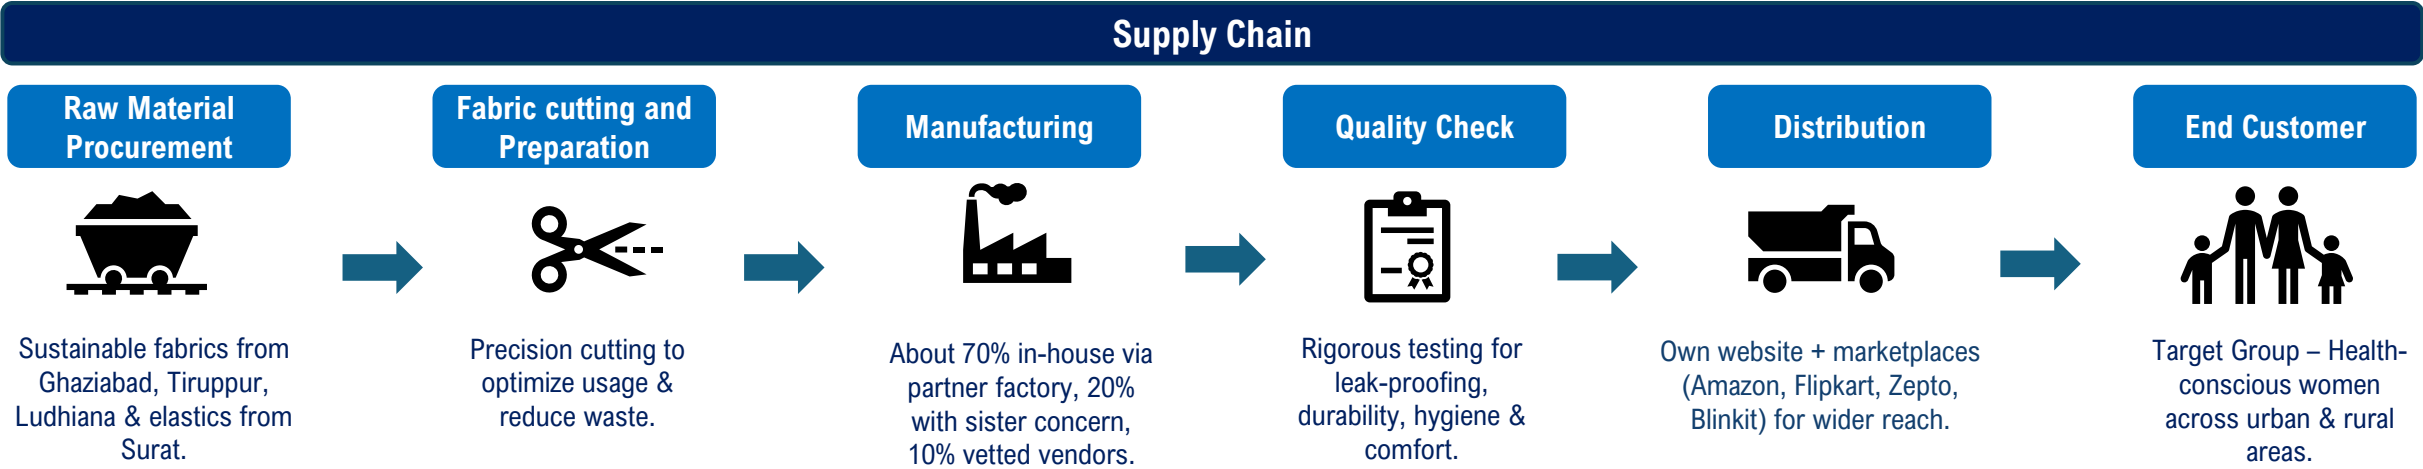 Supply Chain
Raw Material
Procurement
Fabric cutting and
Preparation
Manufacturing
Quality Check
Distribution
End Customer
Sustainable fabrics from
Ghaziabad, Tiruppur,
Ludhiana & elastics from
Surat.
Precision cutting to
optimize usage &
reduce waste.
About 70% in-house via
partner factory, 20%
with sister concern,
10% vetted vendors.
Rigorous testing for
leak-proofing,
durability, hygiene &
comfort.
Own website + marketplaces
(Amazon, Flipkart, Zepto,
Blinkit) for wider reach.
Target Group – Health-
conscious women
across urban & rural
areas.